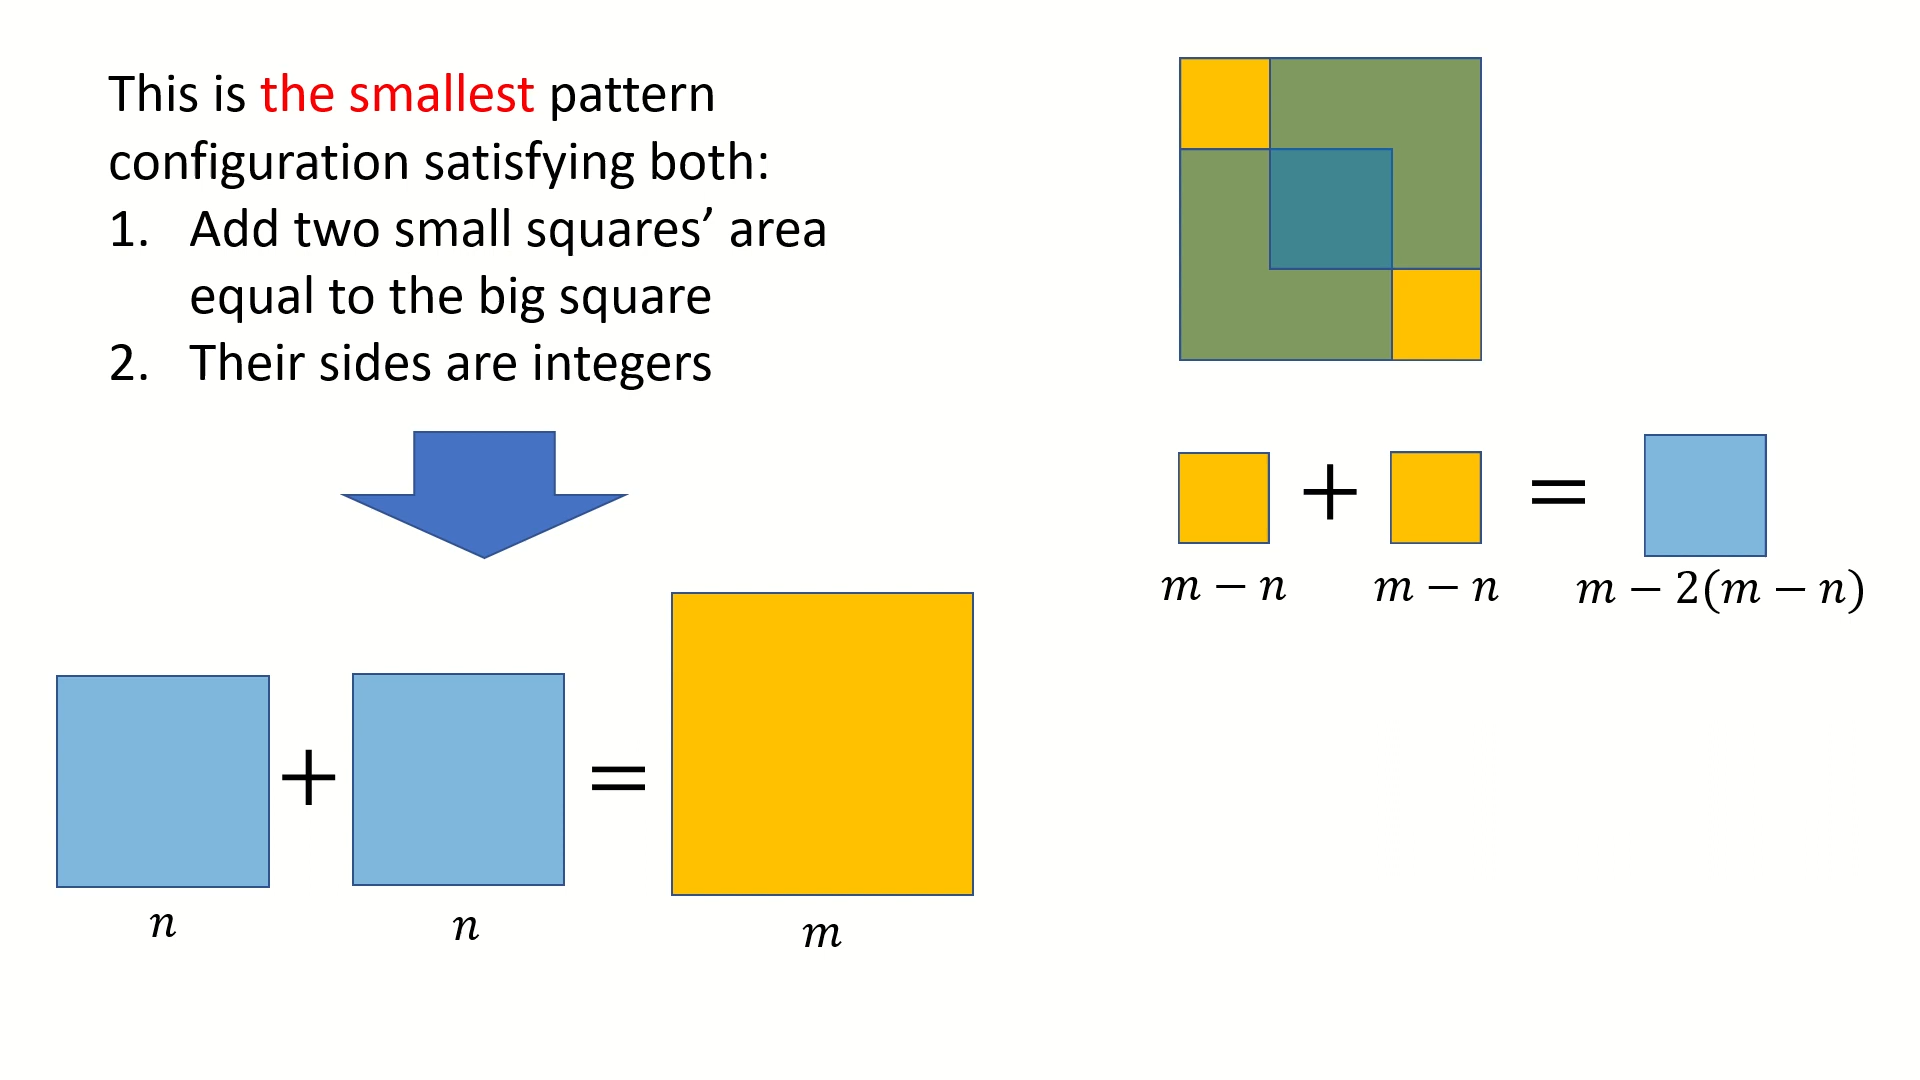 This is the smallest pattern
configuration satisfying both:
1. Add two small squares’ area
equal to the big square
2. Their sides are integers
+ =
n n m
+ =
m − n m − n m − 2(m − n)